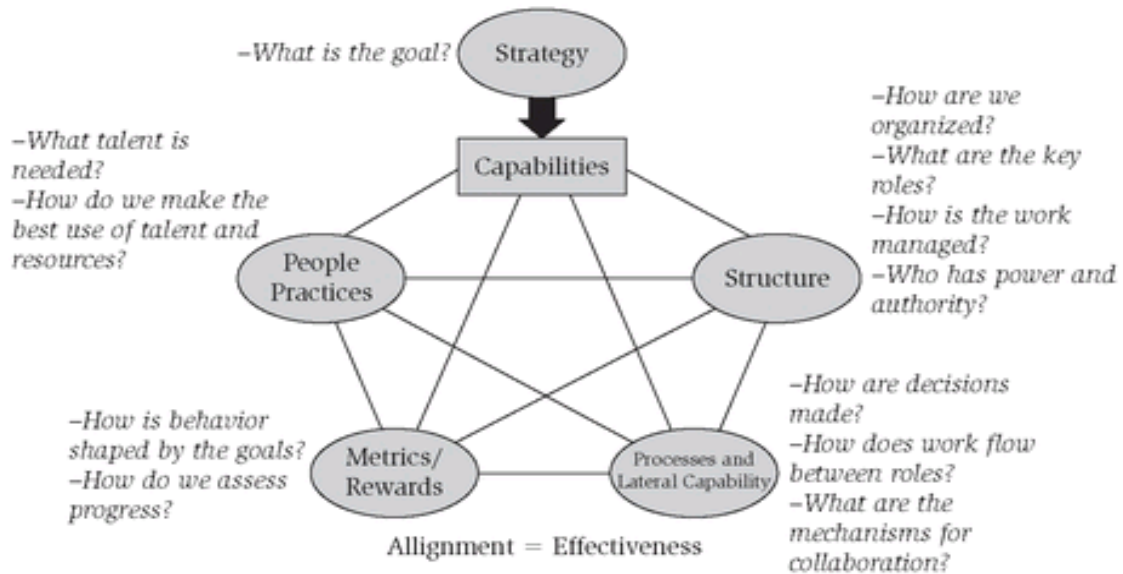 –What is the goal?
Strategy
Capabilities
–What talent is
needed?
–How do we make the
best use of talent and
resources?
People
Practices
Structure
–How are we
organized?
–What are the key
roles?
–How is the work
managed?
–Who has power and
authority?
–How is behavior
shaped by the goals?
–How do we assess
progress?
Metrics/
Rewards
Processes and
Lateral Capability
–How are decisions
made?
–How does work flow
between roles?
–What are the
mechanisms for
collaboration?
Allignment = Effectiveness